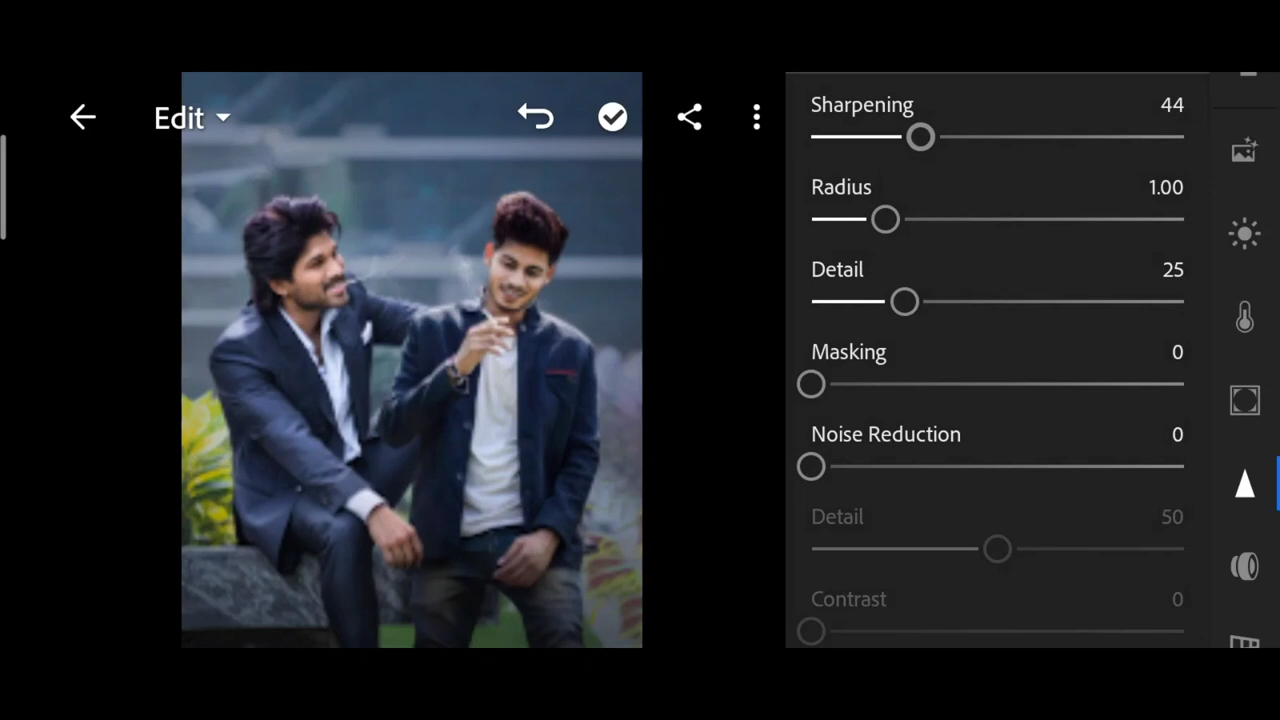 Edit
Sharpening 44
Radius 1.00
Detail 25
Masking 0
Noise Reduction 0
Detail 50
Contrast 0